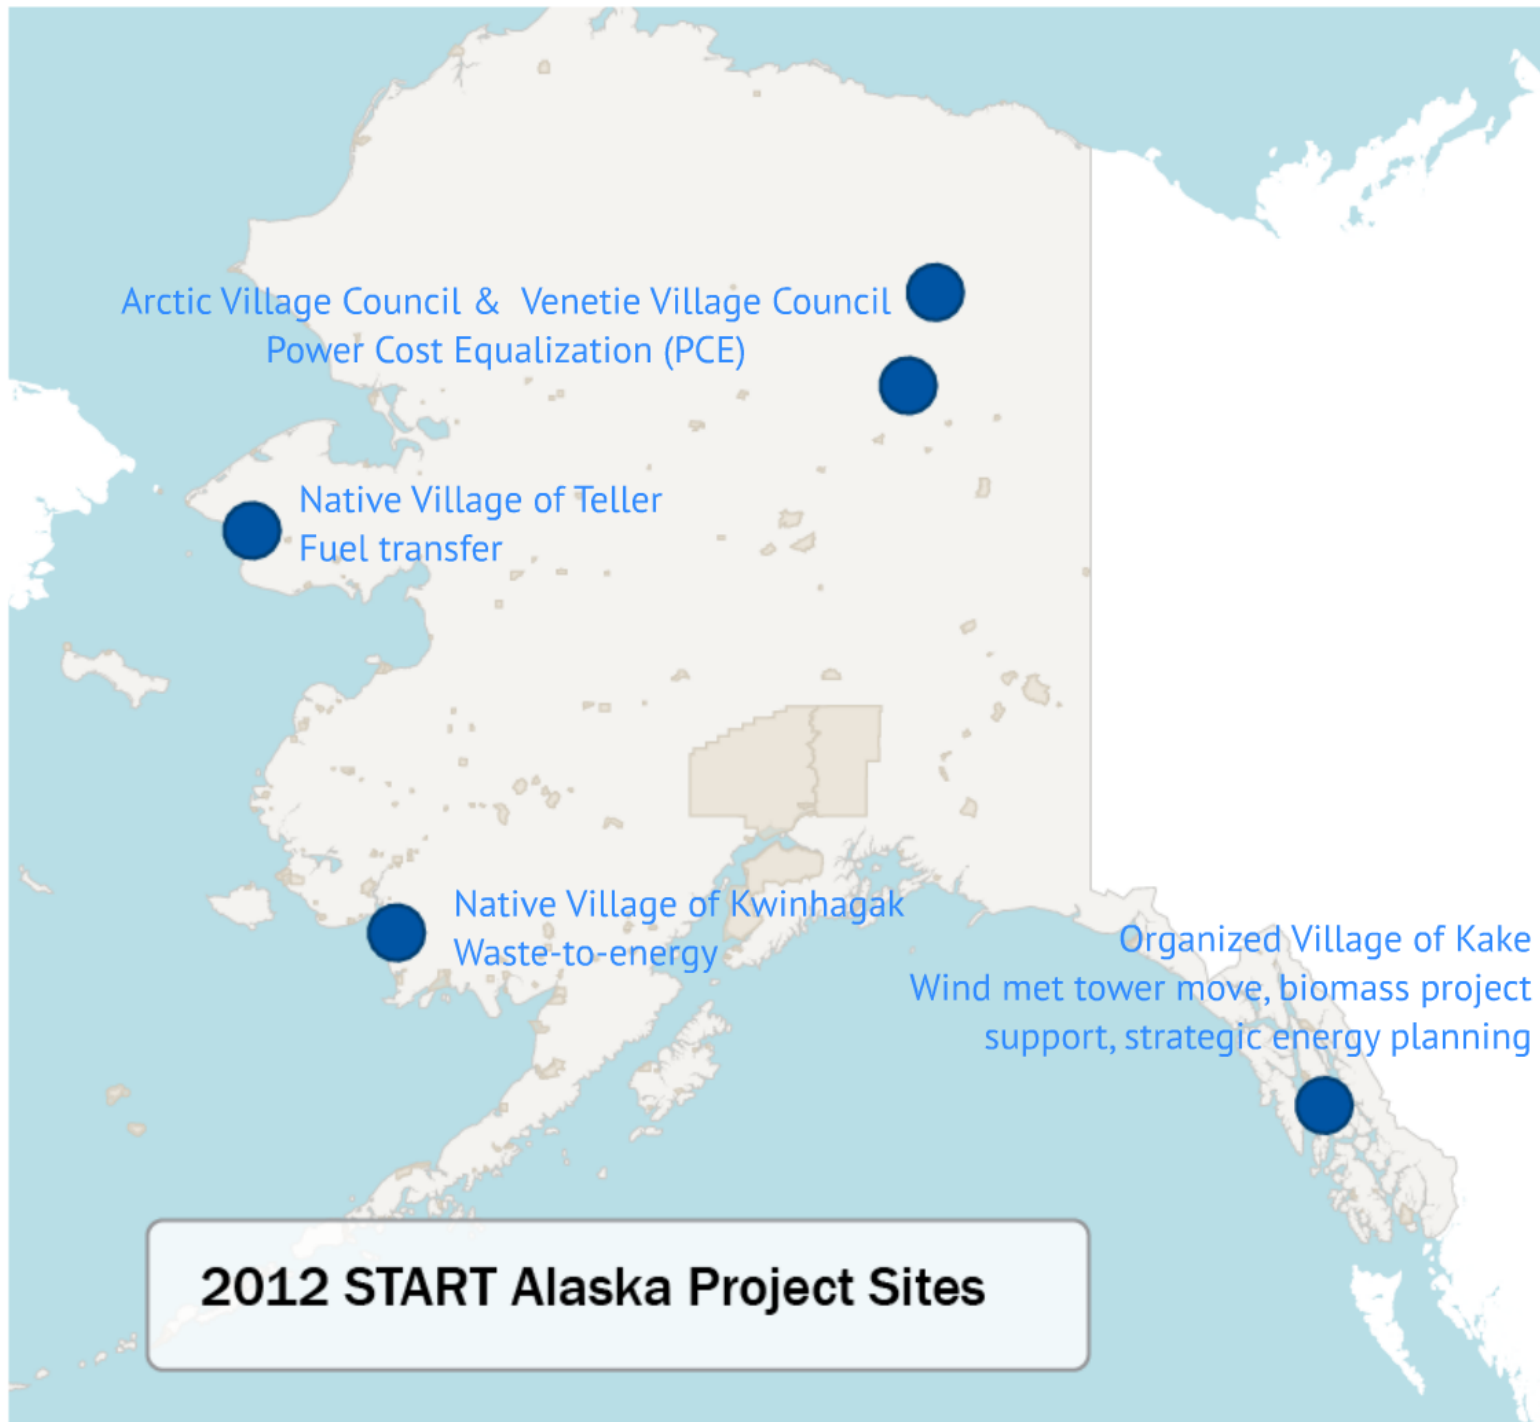 Arctic Village Council & Venetie Village Council
Power Cost Equalization (PCE)
Native Village of Teller
Fuel transfer
Native Village of Kwinhagak
Waste-to-energy
Organized Village of Kake
Wind met tower move, biomass project
support, strategic energy planning
2012 START Alaska Project Sites